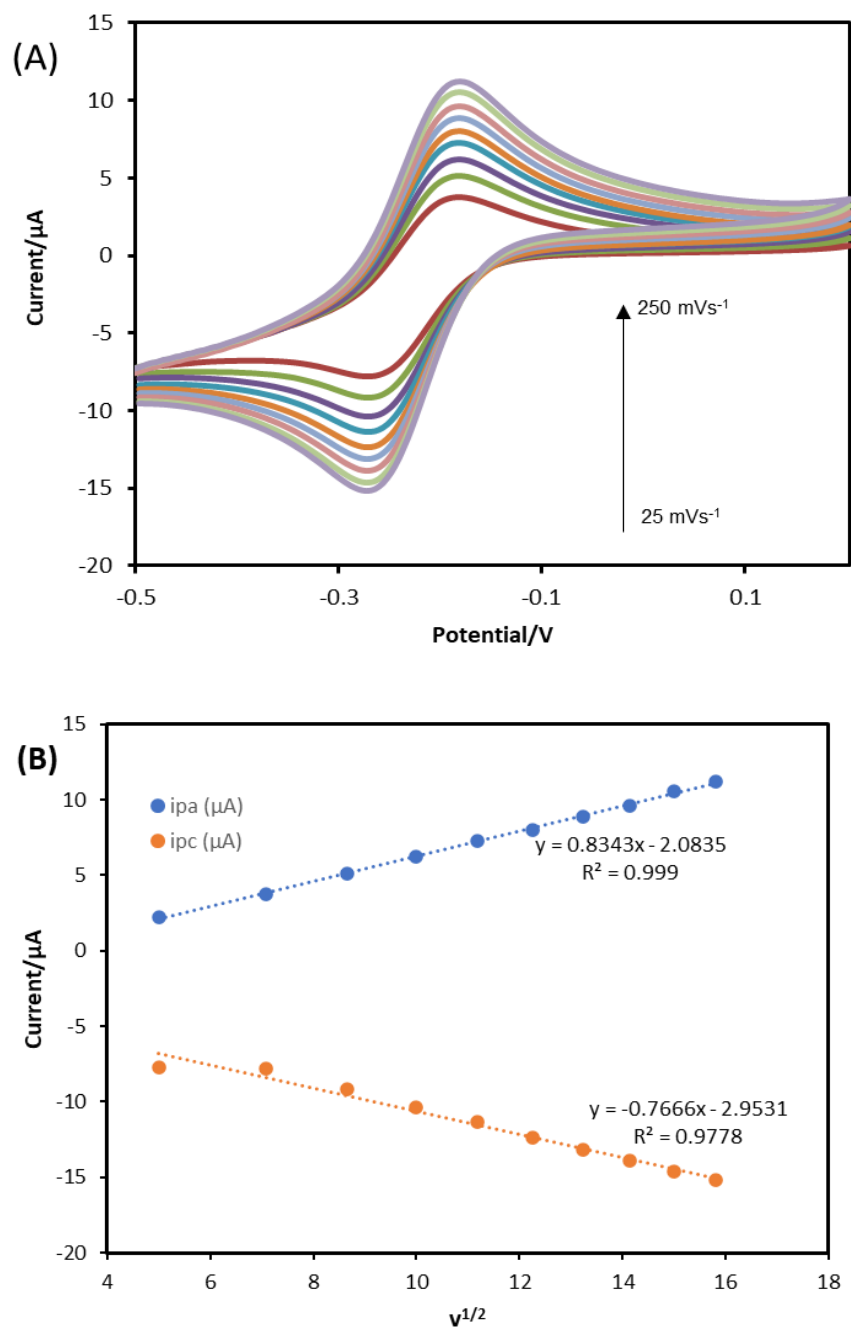 (A)
15
10
5
0
-5
-10
-15
-20
Current/µA
250 mVs⁻¹
25 mVs⁻¹
-0.5
-0.3
-0.1
0.1
Potential/V
(B)
15
10
5
0
-5
-10
-15
-20
Current/µA
ipa (µA)
ipc (µA)
y = 0.8343x - 2.0835
R² = 0.999
y = -0.7666x - 2.9531
R² = 0.9778
4
6
8
10
12
14
16
18
v¹ᐟ²